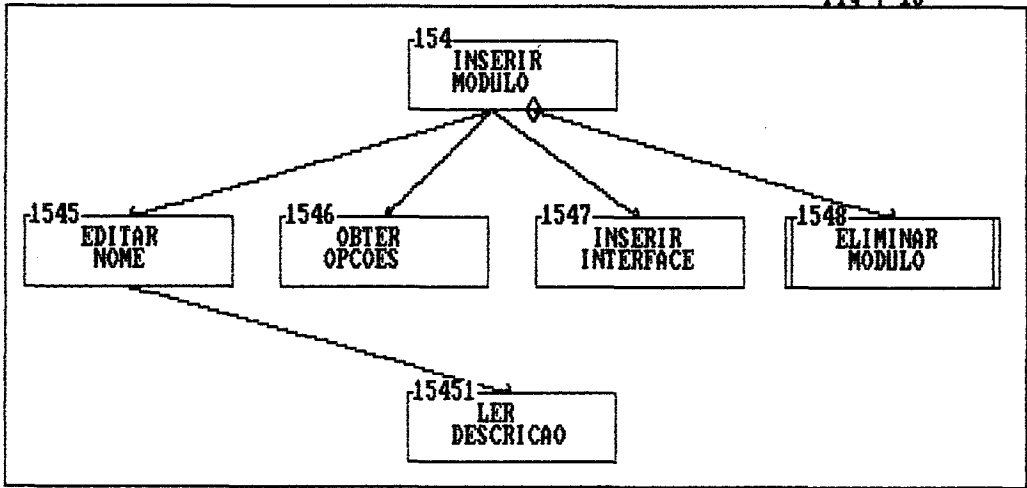 154
INSERIR
MODULO
1545
EDITAR
NOME
1546
OBTER
OPCOES
1547
INSERIR
INTERFACE
1548
ELIMINAR
MODULO
15451
LER
DESCRICAO